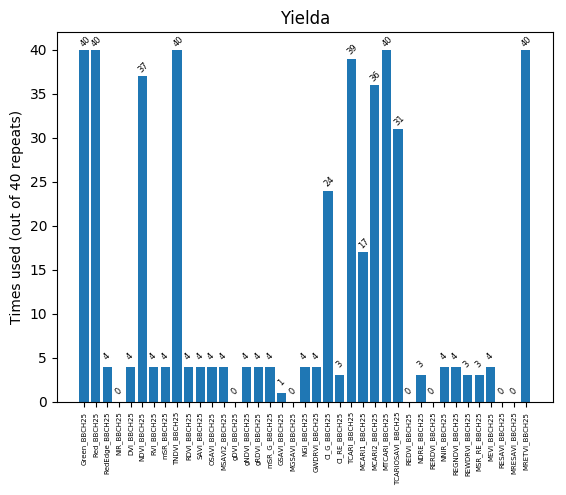 Yielda
Times used (out of 40 repeats)
40
35
30
25
20
15
10
5
0
40 40 4 0 4 37 4 4 40 4 4 4 4 0 4 4 4 1 0 4 4 24 3 39 17 36 40 31 0 3 0 4 4 3 3 4 0 0 40
Green_BBCH25
Red_BBCH25
RedEdge_BBCH25
NIR_BBCH25
DVI_BBCH25
NDVI_BBCH25
RVI_BBCH25
mSR_BBCH25
TNDVI_BBCH25
RDVI_BBCH25
SAVI_BBCH25
OSAVI_BBCH25
MSAVI2_BBCH25
gDVI_BBCH25
gNDVI_BBCH25
gRDVI_BBCH25
mSR_G_BBCH25
GSAVI_BBCH25
MGSAVI_BBCH25
NGI_BBCH25
GWDRVI_BBCH25
CI_G_BBCH25
CI_RE_BBCH25
TCARI_BBCH25
MCARI1_BBCH25
MCARI2_BBCH25
MTCARI_BBCH25
TCARIOSAVI_BBCH25
REDVI_BBCH25
NDRE_BBCH25
RERDVI_BBCH25
NNIR_BBCH25
REGNDVI_BBCH25
REWDRVI_BBCH25
MSR_RE_BBCH25
MEVI_BBCH25
RESAVI_BBCH25
MRESAVI_BBCH25
MRETVI_BBCH25